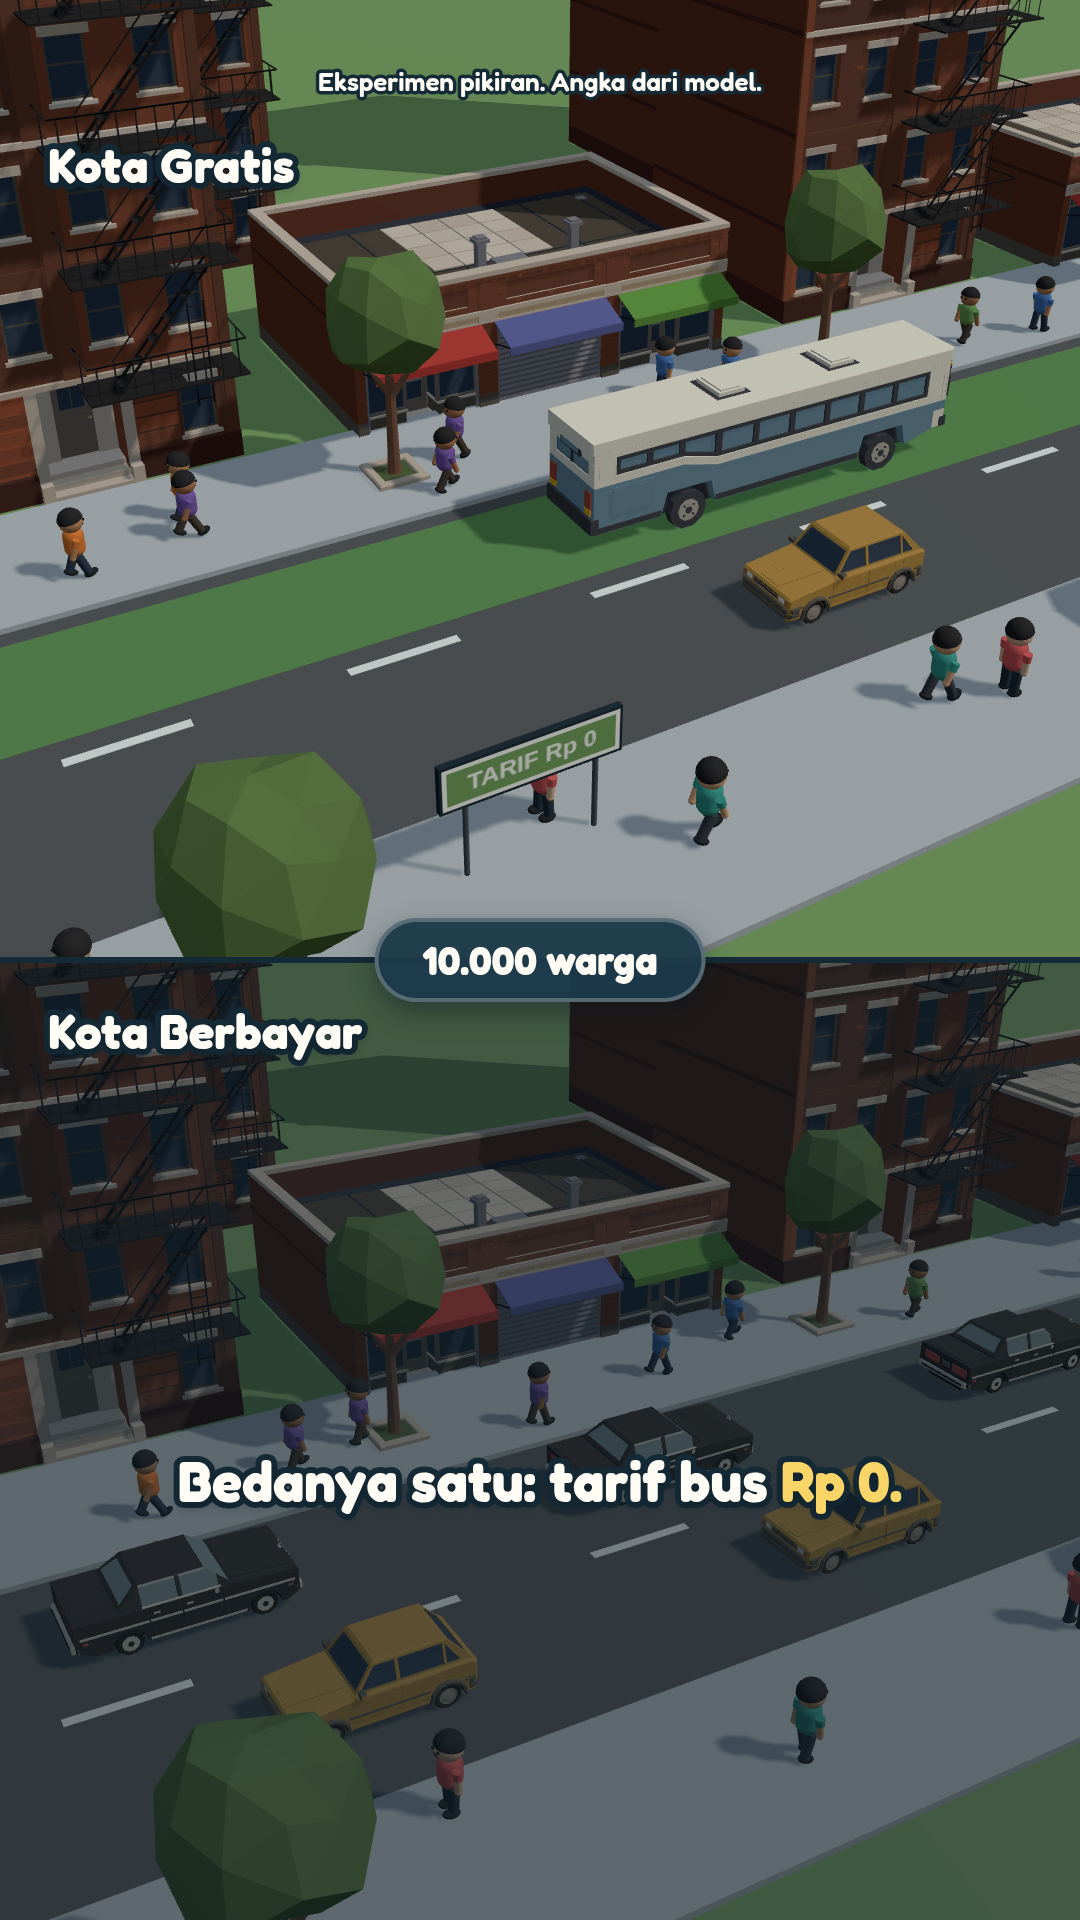 Eksperimen pikiran. Angka dari model.
Kota Gratis
TARIF Rp 0
10.000 warga
Kota Berbayar
Bedanya satu: tarif bus Rp 0.